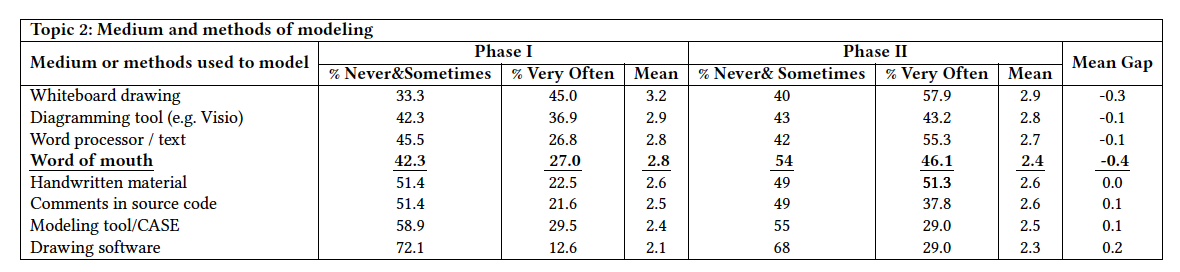 Topic 2: Medium and methods of modeling
Medium or methods used to model Phase I Phase II Mean Gap
% Never&Sometimes % Very Often Mean % Never& Sometimes % Very Often Mean
Whiteboard drawing 33.3 45.0 3.2 40 57.9 2.9 -0.3
Diagramming tool (e.g. Visio) 42.3 36.9 2.9 43 43.2 2.8 -0.1
Word processor / text 45.5 26.8 2.8 42 55.3 2.7 -0.1
Word of mouth 42.3 27.0 2.8 54 46.1 2.4 -0.4
Handwritten material 51.4 22.5 2.6 49 51.3 2.6 0.0
Comments in source code 51.4 21.6 2.5 49 37.8 2.6 0.1
Modeling tool/CASE 58.9 29.5 2.4 55 29.0 2.5 0.1
Drawing software 72.1 12.6 2.1 68 29.0 2.3 0.2